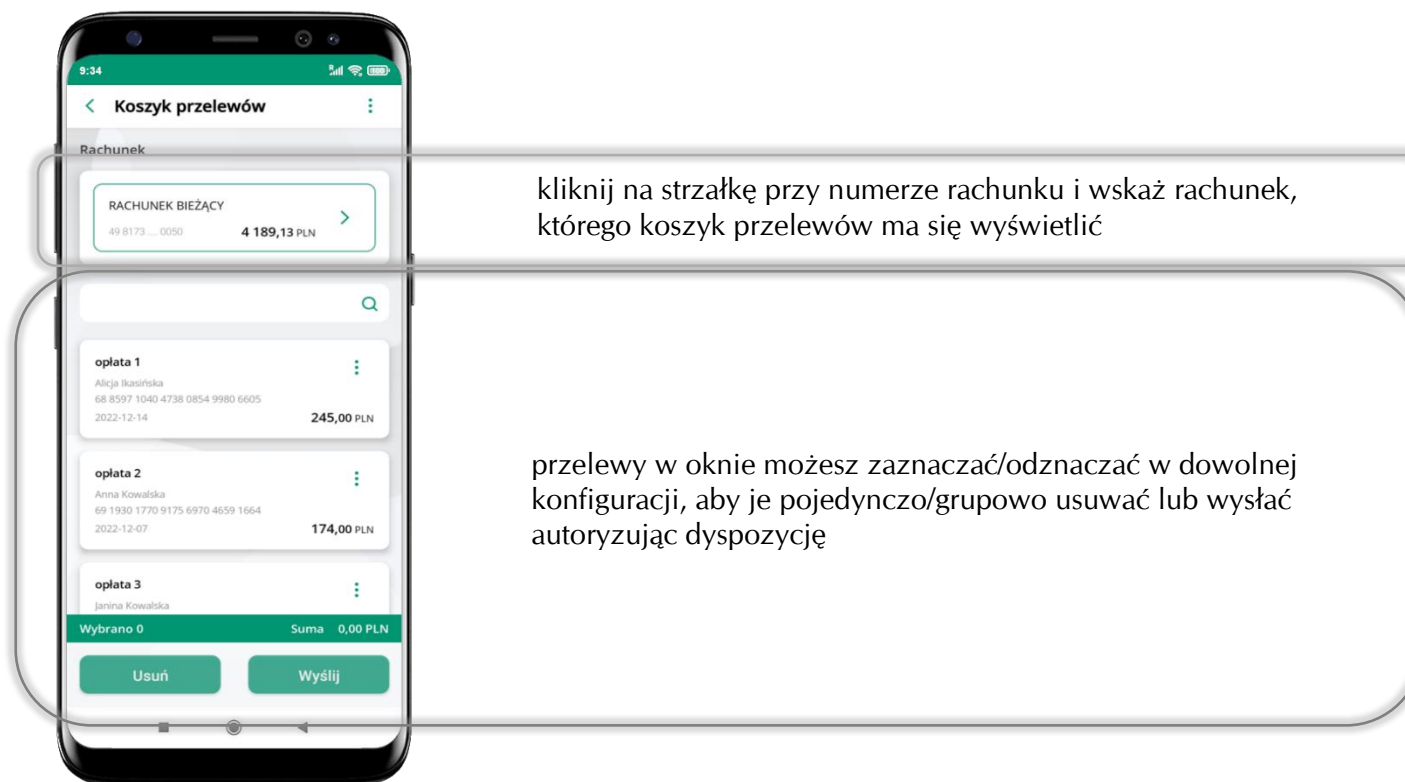 9:34
Koszyk przelewów
Rachunek
RACHUNEK BIEŻĄCY
49 8173 ... 0050 4 189,13 PLN
kliknij na strzałkę przy numerze rachunku i wskaż rachunek,
którego koszyk przelewów ma się wyświetlić
opłata 1
Alicja Ikasińska
68 8597 1040 4738 0854 9980 6605
2022-12-14 245,00 PLN
opłata 2
Anna Kowalska
69 1930 1770 9175 6970 4659 1664
2022-12-07 174,00 PLN
opłata 3
Janina Kowalska
Wybrano 0 Suma 0,00 PLN
Usuń Wyślij
przelewy w oknie możesz zaznaczać/odznaczać w dowolnej
konfiguracji, aby je pojedynczo/grupowo usuwać lub wysłać
autoryzując dyspozycję